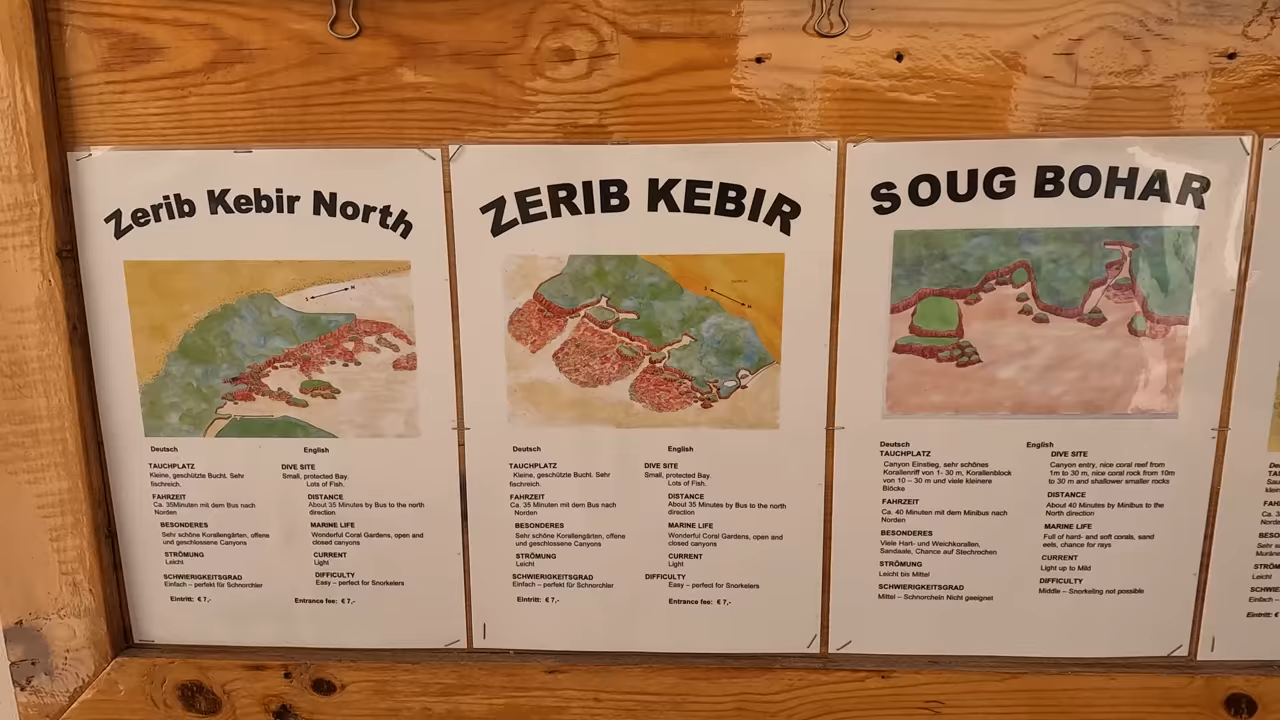 Zerib Kebir North
Deutsch
English
TAUCHPLATZ
Kleine, geschützte Bucht. Sehr
fischreich.
FAHRZEIT
Ca. 35Minuten mit dem Bus nach
Norden
BESONDERES
Sehr schöne Korallengärten, offene
und geschlossene Canyons
STRÖMUNG
Leicht
SCHWIERIGKEITSGRAD
Einfach – perfekt für Schnorchler
Eintritt: € 7,-
DIVE SITE
Small, protected Bay.
Lots of Fish.
DISTANCE
About 35 Minutes by Bus to the north
direction
MARINE LIFE
Wonderful Coral Gardens, open and
closed canyons
CURRENT
Light
DIFFICULTY
Easy – perfect for Snorkelers
Entrance fee: € 7,-
ZERIB KEBIR
Deutsch
English
TAUCHPLATZ
Kleine, geschützte Bucht. Sehr
fischreich.
FAHRZEIT
Ca. 35 Minuten mit dem Bus nach
Norden
BESONDERES
Sehr schöne Korallengärten, offene
und geschlossene Canyons
STRÖMUNG
Leicht
SCHWIERIGKEITSGRAD
Einfach – perfekt für Schnorchler
Eintritt: € 7,-
DIVE SITE
Small, protected Bay.
Lots of Fish.
DISTANCE
About 35 Minutes by Bus to the north
direction
MARINE LIFE
Wonderful Coral Gardens, open and
closed canyons
CURRENT
Light
DIFFICULTY
Easy – perfect for Snorkelers
Entrance fee: € 7,-
SOUG BOHAR
Deutsch
English
TAUCHPLATZ
Canyon Einstieg, sehr schönes
Korallenriff von 1- 30 m, Korallenblock
von 10 – 30 m und viele kleinere
Blöcke
FAHRZEIT
Ca. 40 Minuten mit dem Minibus nach
Norden
BESONDERES
Viele Hart- und Weichkorallen,
Sandaale, Chance auf Stechrochen
STRÖMUNG
Leicht bis Mittel
SCHWIERIGKEITSGRAD
Mittel – Schnorcheln Nicht geeignet
DIVE SITE
Canyon entry, nice coral reef from
1m to 30 m, nice coral rock from 10m
to 30 m and shallower smaller rocks
DISTANCE
About 40 Minutes by Minibus to the
North direction
MARINE LIFE
Full of hard- and soft corals, sand
eels, chance for rays
CURRENT
Light up to Mild
DIFFICULTY
Middle – Snorkeling not possible